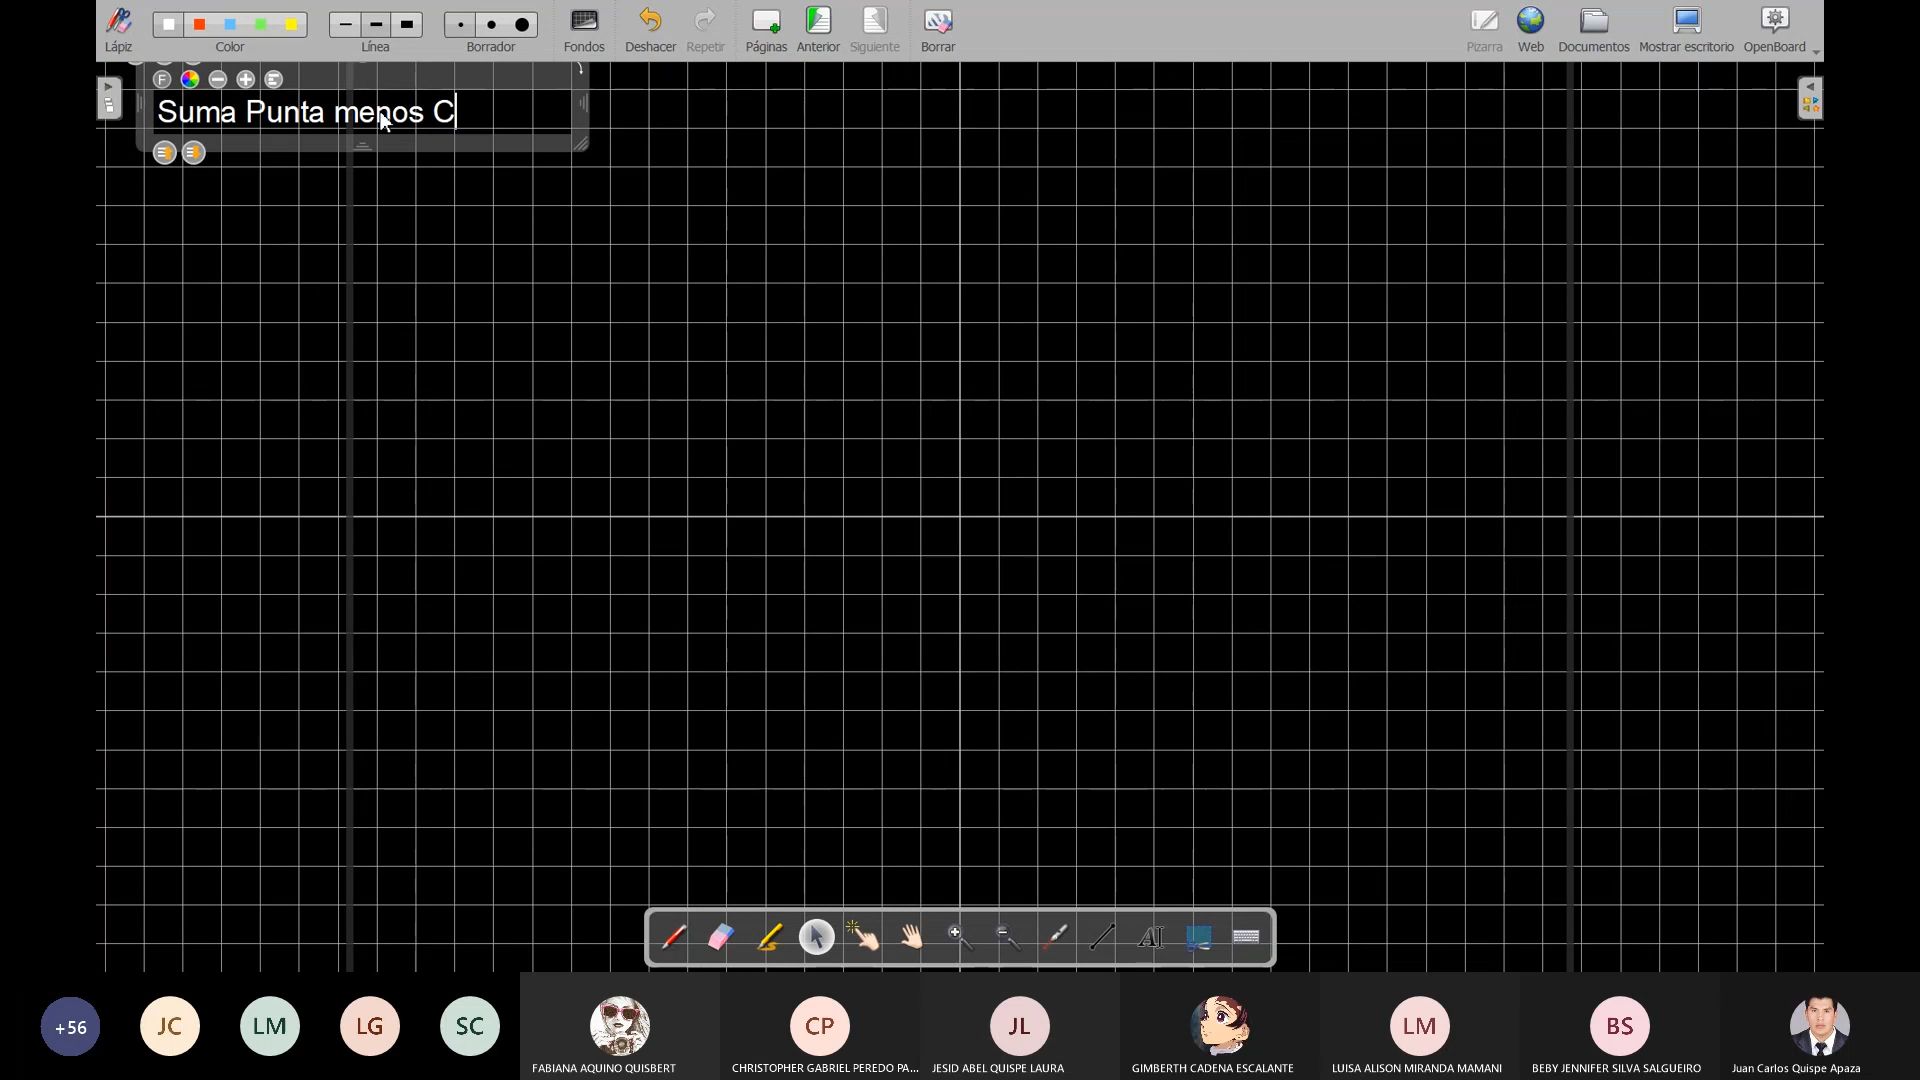 Lápiz
Color
Línea
Borrador
Fondos
Deshacer
Repetir
Páginas
Anterior
Siguiente
Borrar
Pizarra
Web
Documentos
Mostrar escritorio
OpenBoard
F
Suma Punta menos C
AI
+56
JC
LM
LG
SC
FABIANA AQUINO QUISBERT
CP
CHRISTOPHER GABRIEL PEREDO PA...
JL
JESID ABEL QUISPE LAURA
GIMBERTH CADENA ESCALANTE
LM
LUISA ALISON MIRANDA MAMANI
BS
BEBY JENNIFER SILVA SALGUEIRO
Juan Carlos Quispe Apaza